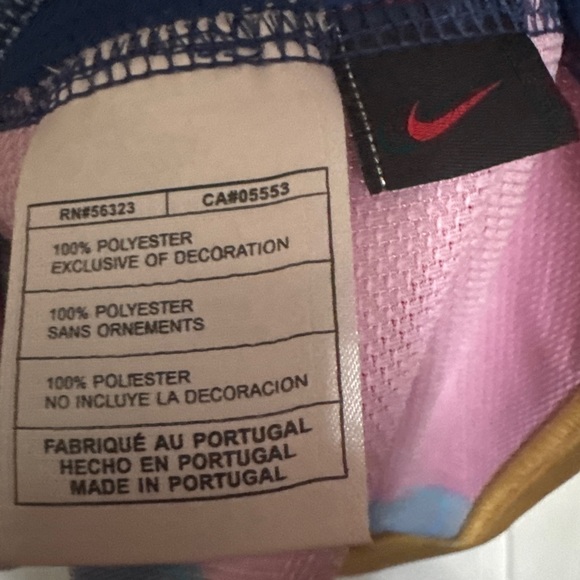 RN#56323 CA#05553
100% POLYESTER
EXCLUSIVE OF DECORATION
100% POLYESTER
SANS ORNEMENTS
100% POLIESTER
NO INCLUYE LA DECORACION
FABRIQUÉ AU PORTUGAL
HECHO EN PORTUGAL
MADE IN PORTUGAL